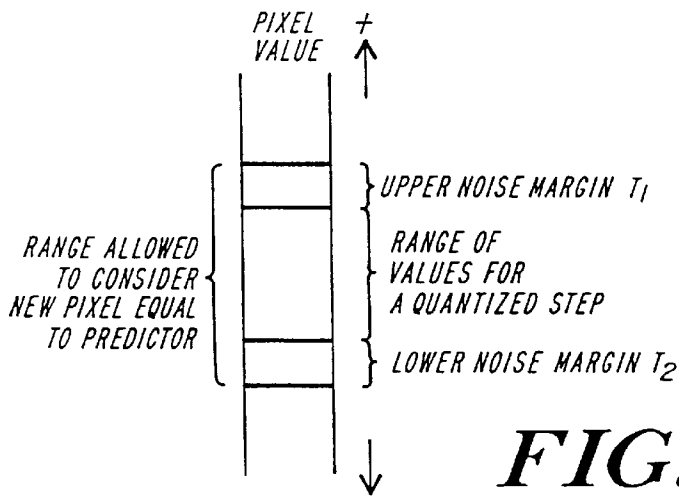 PIXEL
VALUE
+
UPPER NOISE MARGIN T1
RANGE ALLOWED
TO CONSIDER
NEW PIXEL EQUAL
TO PREDICTOR
RANGE OF
VALUES FOR
A QUANTIZED STEP
LOWER NOISE MARGIN T2
FIG.